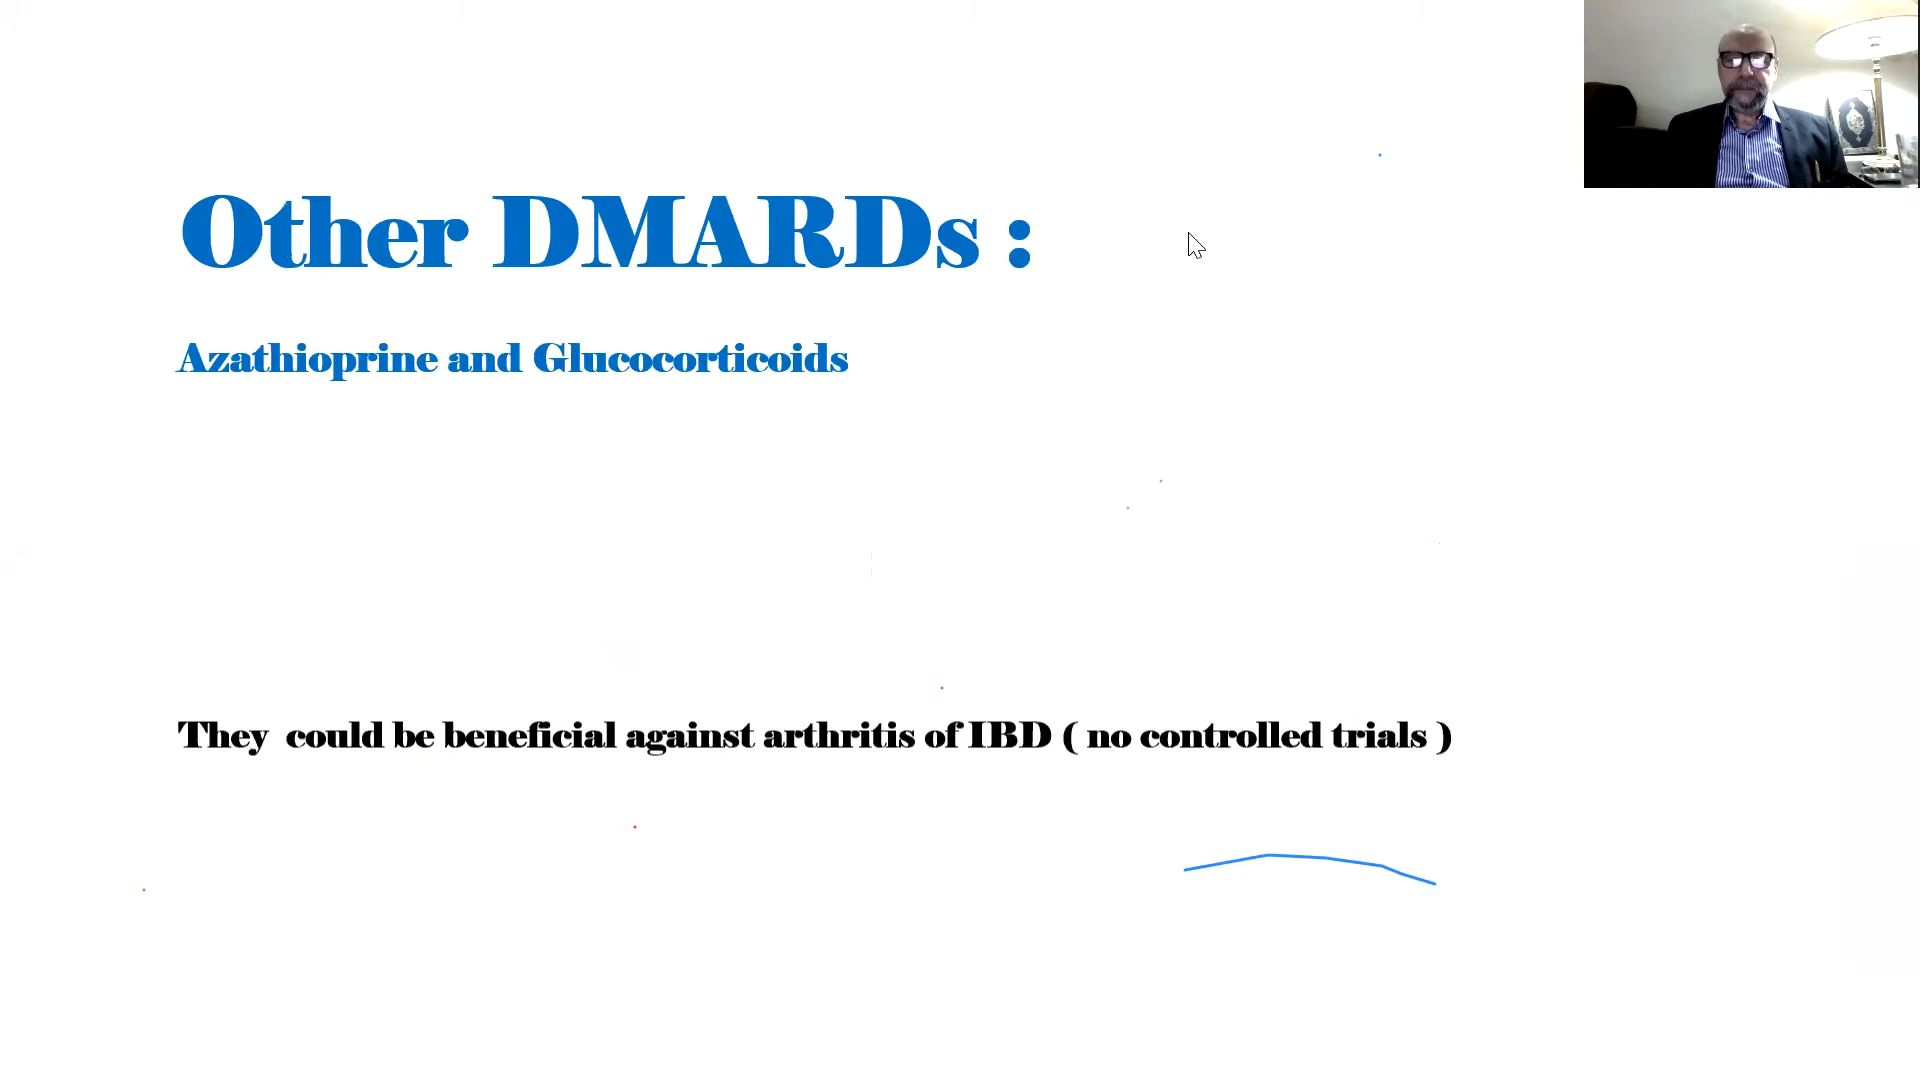 Other DMARDs :
Azathioprine and Glucocorticoids
They could be beneficial against arthritis of IBD ( no controlled trials )